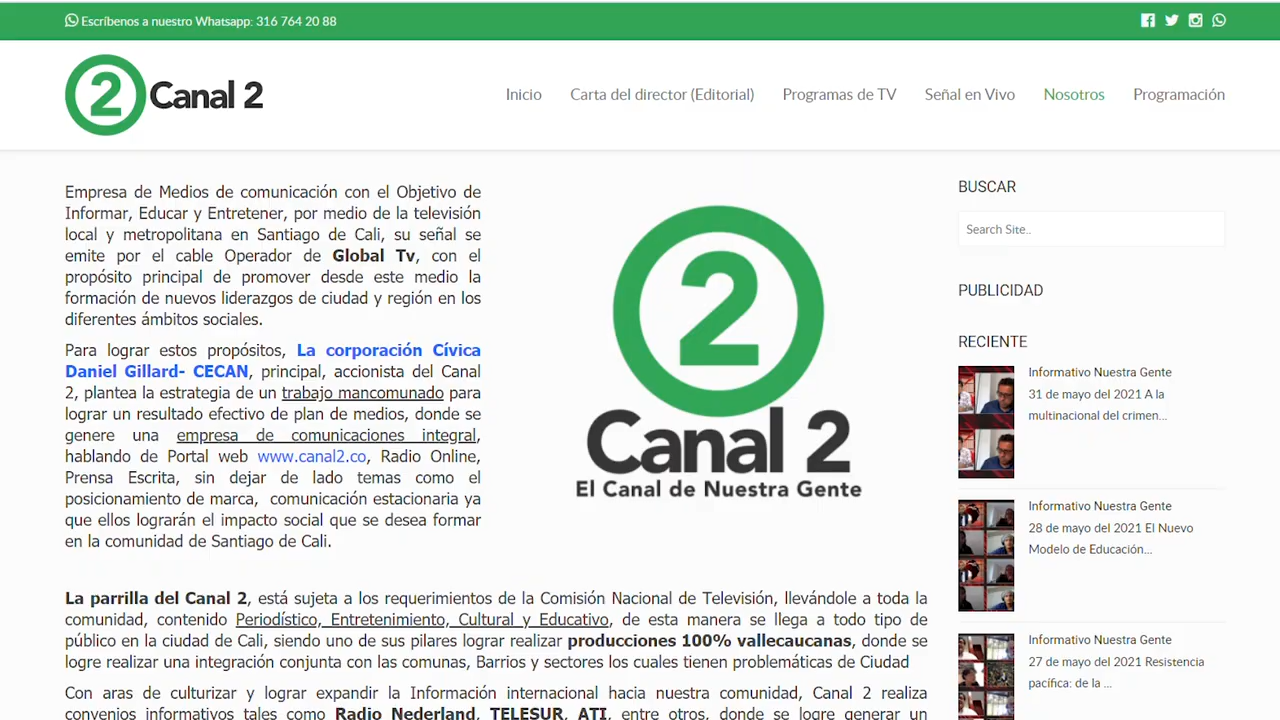 Escríbenos a nuestro Whatsapp: 316 764 20 88
2 Canal 2
Inicio Carta del director (Editorial) Programas de TV Señal en Vivo Nosotros Programación
Empresa de Medios de comunicación con el Objetivo de
Informar, Educar y Entretener, por medio de la televisión
local y metropolitana en Santiago de Cali, su señal se
emite por el cable Operador de Global Tv, con el
propósito principal de promover desde este medio la
formación de nuevos liderazgos de ciudad y región en los
diferentes ámbitos sociales.
Para lograr estos propósitos, La corporación Cívica
Daniel Gillard- CECAN, principal, accionista del Canal
2, plantea la estrategia de un trabajo mancomunado para
lograr un resultado efectivo de plan de medios, donde se
genere una empresa de comunicaciones integral,
hablando de Portal web www.canal2.co, Radio Online,
Prensa Escrita, sin dejar de lado temas como el
posicionamiento de marca, comunicación estacionaria ya
que ellos lograrán el impacto social que se desea formar
en la comunidad de Santiago de Cali.
2
Canal 2
El Canal de Nuestra Gente
La parrilla del Canal 2, está sujeta a los requerimientos de la Comisión Nacional de Televisión, llevándole a toda la
comunidad, contenido Periodístico, Entretenimiento, Cultural y Educativo, de esta manera se llega a todo tipo de
público en la ciudad de Cali, siendo uno de sus pilares lograr realizar producciones 100% vallecaucanas, donde se
logre realizar una integración conjunta con las comunas, Barrios y sectores los cuales tienen problemáticas de Ciudad
Con aras de culturizar y lograr expandir la Información internacional hacia nuestra comunidad, Canal 2 realiza
convenios informativos tales como Radio Nederland, TELESUR, ATI, entre otros, donde se logre generar un
BUSCAR
Search Site..
PUBLICIDAD
RECIENTE
Informativo Nuestra Gente
31 de mayo del 2021 A la
multinacional del crimen...
Informativo Nuestra Gente
28 de mayo del 2021 El Nuevo
Modelo de Educación...
Informativo Nuestra Gente
27 de mayo del 2021 Resistencia
pacífica: de la ...